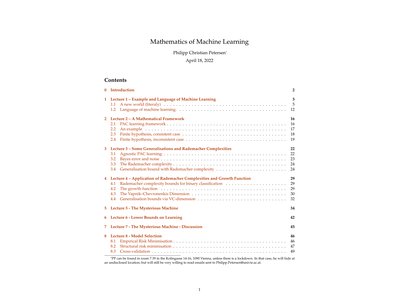 Mathematics of Machine Learning
Philipp Christian Petersen*
April 18, 2022
Contents
0 Introduction 2
1 Lecture 1 – Example and Language of Machine Learning 5
1.1 A new world (literaly) 5
1.2 Language of machine learning 12
2 Lecture 2 – A Mathematical Framework 16
2.1 PAC learning framework 16
2.2 An example 17
2.3 Finite hypothesis, consistent case 18
2.4 Finite hypothesis, inconsistent case 19
3 Lecture 3 – Some Generalisations and Rademacher Complexities 22
3.1 Agnostic PAC learning 22
3.2 Bayes error and noise 23
3.3 The Rademacher complexity 24
3.4 Generalisation bound with Rademacher complexity 24
4 Lecture 4 – Application of Rademacher Complexities and Growth Function 29
4.1 Rademacher complexity bounds for binary classification 29
4.2 The growth function 29
4.3 The Vapnik–Chervonenkis Dimension 30
4.4 Generalisation bounds via VC-dimension 32
5 Lecture 5 - The Mysterious Machine 34
6 Lecture 6 - Lower Bounds on Learning 42
7 Lecture 7 - The Mysterious Machine - Discussion 45
8 Lecture 8 - Model Selection 46
8.1 Empirical Risk Minimisation 46
8.2 Structural risk minimisation 47
8.3 Cross-validation 49
*PP can be found in room 7.35 in the Kolingasse 14-16, 1090 Vienna, unless there is a lockdown. In that case, he will hide at
an undisclosed location but will still be very willing to read emails sent to Philipp.Petersen@univie.ac.at.
1